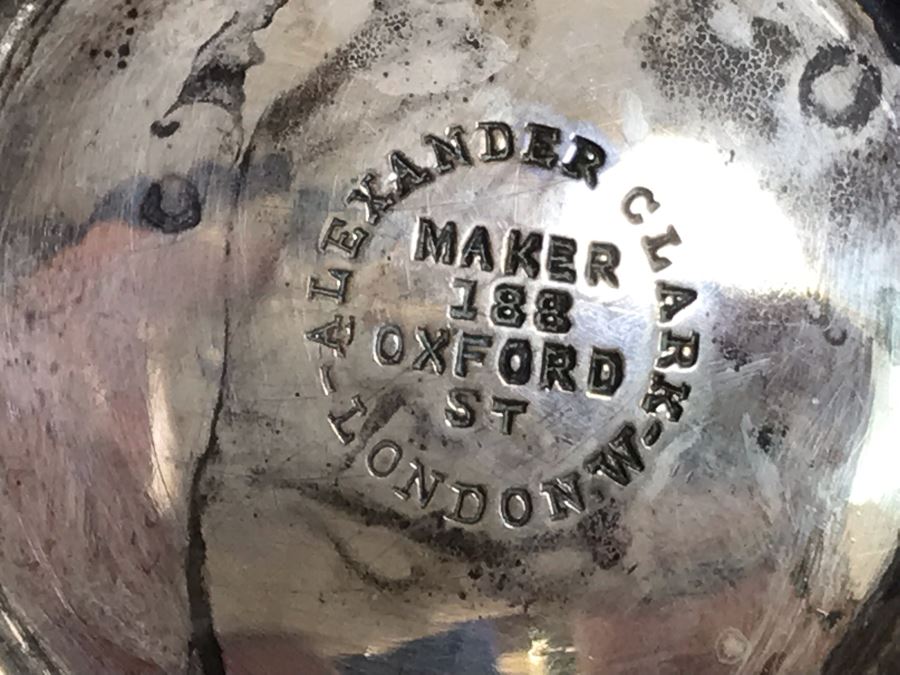 ALEXANDER CLARK-
MAKER
188
OXFORD
ST
LONDON W-